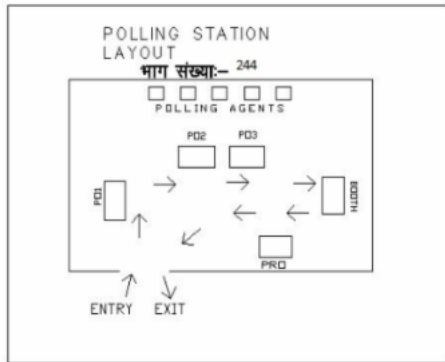 POLLING STATION
LAYOUT
भाग संख्याः– 244
POLLING AGENTS
PO2 PO3
PO1
BOOTH
PRO
ENTRY EXIT